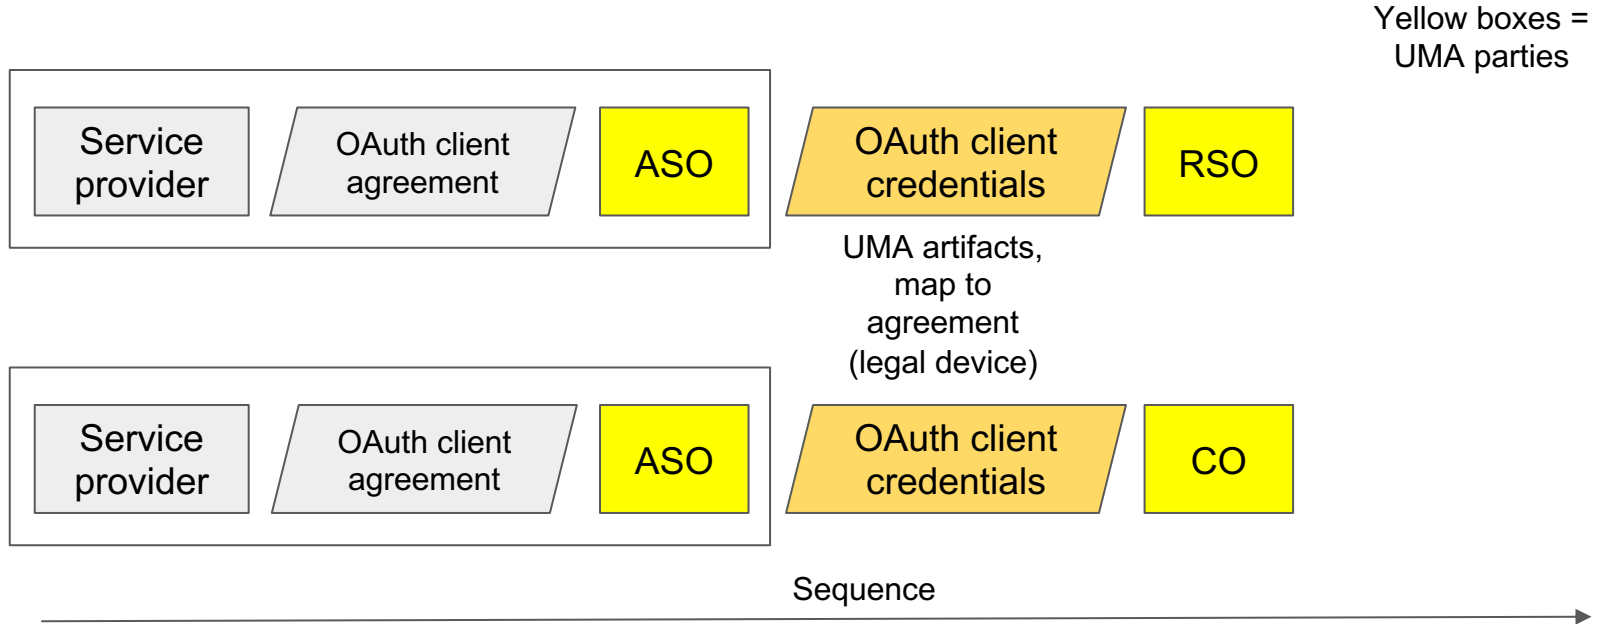 Yellow boxes =
UMA parties
Service
provider
OAuth client
agreement
ASO
OAuth client
credentials
RSO
UMA artifacts,
map to
agreement
(legal device)
Service
provider
OAuth client
agreement
ASO
OAuth client
credentials
CO
Sequence